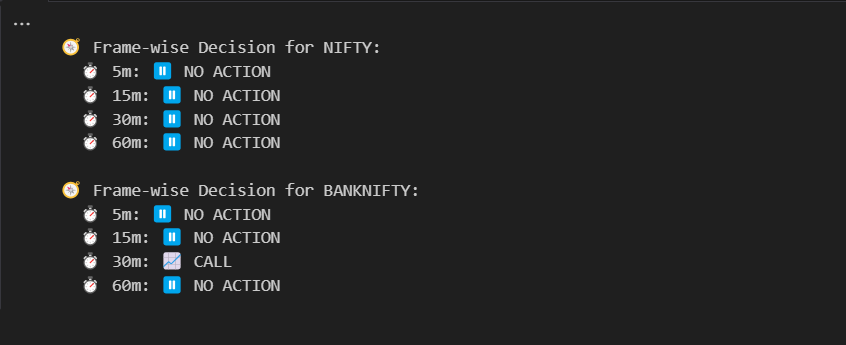 ...
🧭 Frame-wise Decision for NIFTY:
⏱ 5m: ⏸ NO ACTION
⏱ 15m: ⏸ NO ACTION
⏱ 30m: ⏸ NO ACTION
⏱ 60m: ⏸ NO ACTION
🧭 Frame-wise Decision for BANKNIFTY:
⏱ 5m: ⏸ NO ACTION
⏱ 15m: ⏸ NO ACTION
⏱ 30m: 📈 CALL
⏱ 60m: ⏸ NO ACTION